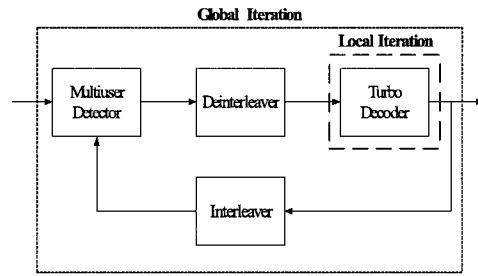 Global Iteration
Local Iteration
Multiuser
Detector
Deinterleaver
Turbo
Decoder
Interleaver